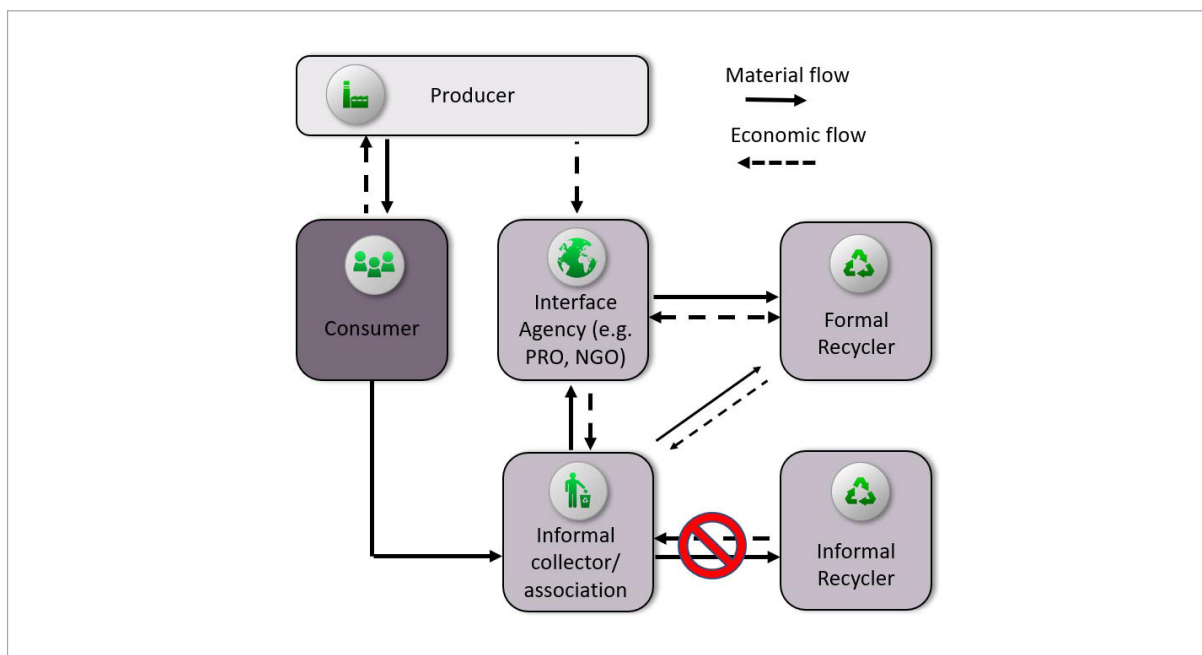 Producer
Material flow
Economic flow
Consumer
Interface
Agency (e.g.
PRO, NGO)
Formal
Recycler
Informal
collector/
association
Informal
Recycler